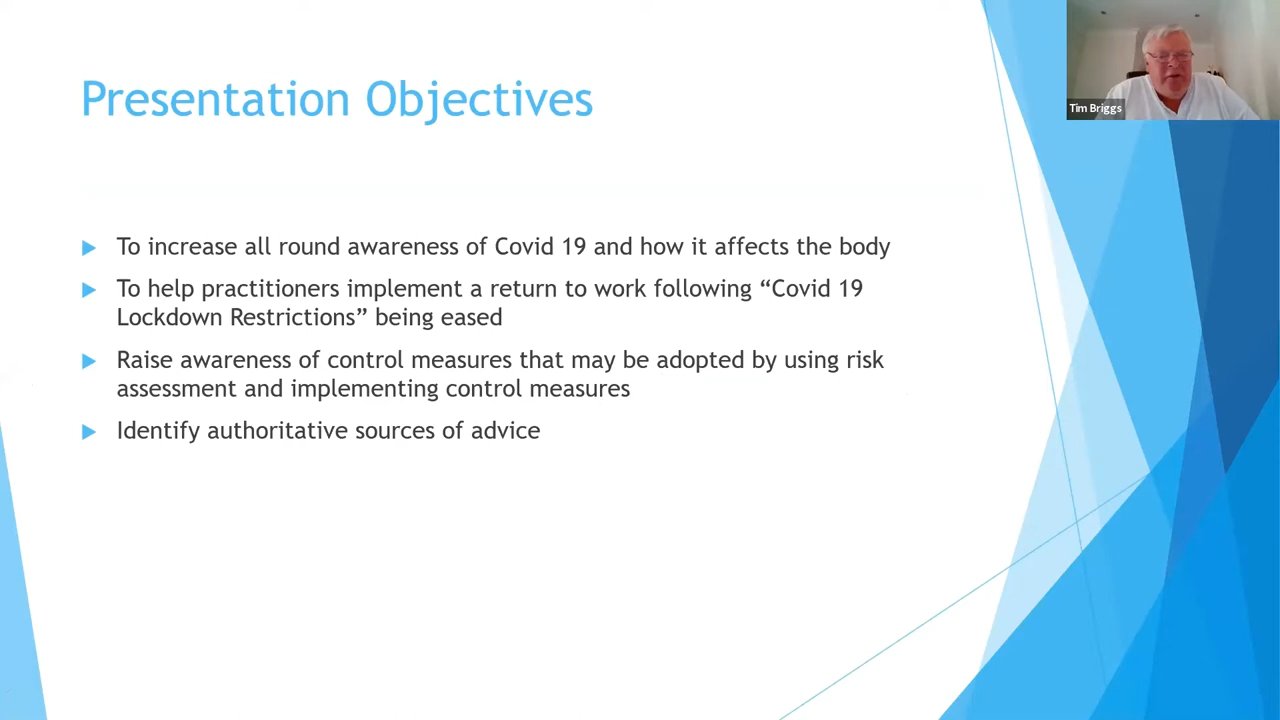 Presentation Objectives
Tim Briggs
To increase all round awareness of Covid 19 and how it affects the body
To help practitioners implement a return to work following “Covid 19
Lockdown Restrictions” being eased
Raise awareness of control measures that may be adopted by using risk
assessment and implementing control measures
Identify authoritative sources of advice